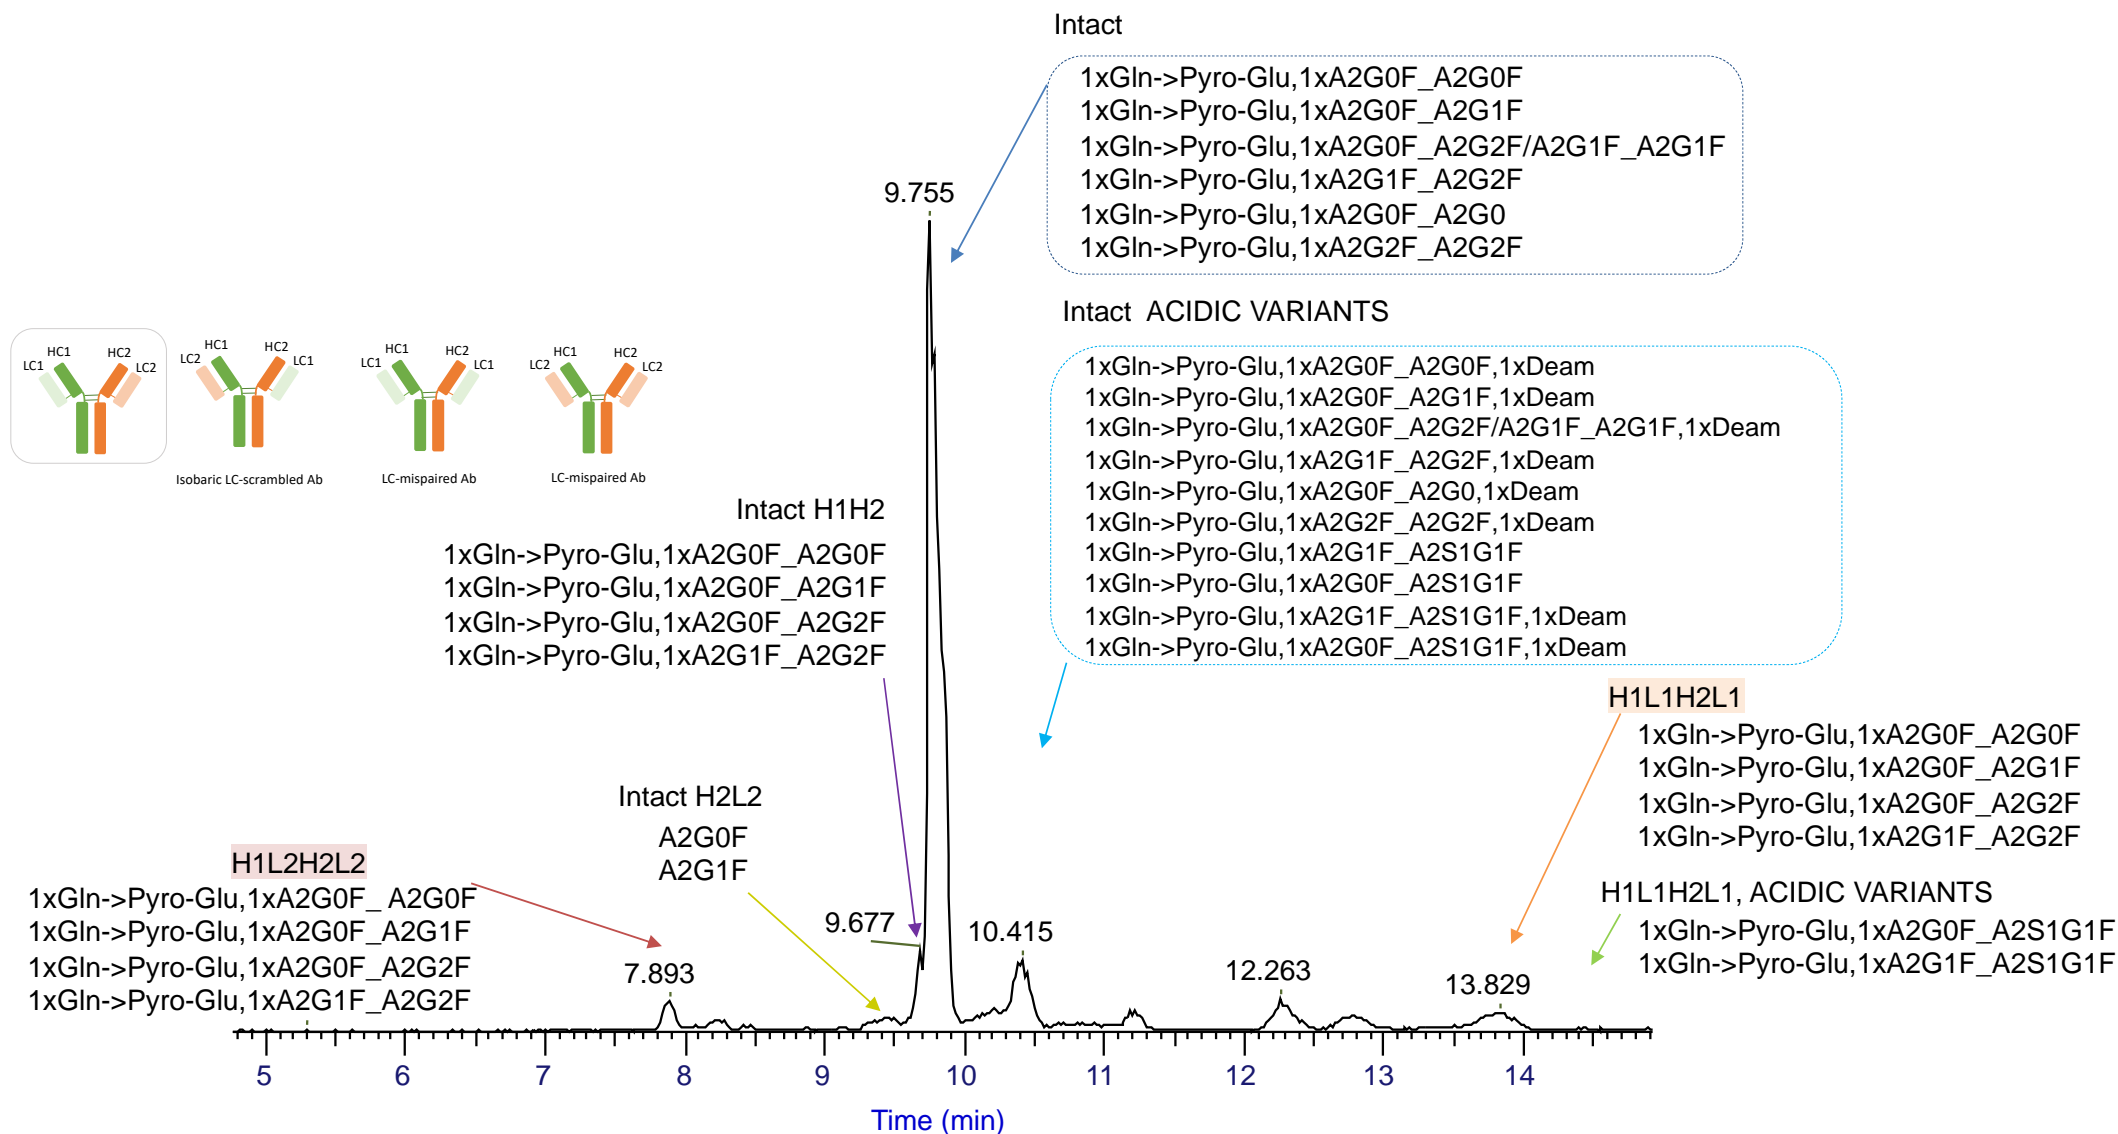 Intact
1xGln->Pyro-Glu,1xA2G0F_A2G0F
1xGln->Pyro-Glu,1xA2G0F_A2G1F
1xGln->Pyro-Glu,1xA2G0F_A2G2F/A2G1F_A2G1F
1xGln->Pyro-Glu,1xA2G1F_A2G2F
1xGln->Pyro-Glu,1xA2G0F_A2G0
1xGln->Pyro-Glu,1xA2G2F_A2G2F
9.755
Intact ACIDIC VARIANTS
1xGln->Pyro-Glu,1xA2G0F_A2G0F,1xDeam
1xGln->Pyro-Glu,1xA2G0F_A2G1F,1xDeam
1xGln->Pyro-Glu,1xA2G0F_A2G2F/A2G1F_A2G1F,1xDeam
1xGln->Pyro-Glu,1xA2G1F_A2G2F,1xDeam
1xGln->Pyro-Glu,1xA2G0F_A2G0,1xDeam
1xGln->Pyro-Glu,1xA2G2F_A2G2F,1xDeam
1xGln->Pyro-Glu,1xA2G1F_A2S1G1F
1xGln->Pyro-Glu,1xA2G0F_A2S1G1F
1xGln->Pyro-Glu,1xA2G1F_A2S1G1F,1xDeam
1xGln->Pyro-Glu,1xA2G0F_A2S1G1F,1xDeam
LC1 HC1 HC2 LC2
LC2 HC1 HC2 LC1
LC1 HC1 HC2 LC1
LC2 HC1 HC2 LC2
Isobaric LC-scrambled Ab
LC-mispaired Ab
LC-mispaired Ab
Intact H1H2
1xGln->Pyro-Glu,1xA2G0F_A2G0F
1xGln->Pyro-Glu,1xA2G0F_A2G1F
1xGln->Pyro-Glu,1xA2G0F_A2G2F
1xGln->Pyro-Glu,1xA2G1F_A2G2F
H1L1H2L1
1xGln->Pyro-Glu,1xA2G0F_A2G0F
1xGln->Pyro-Glu,1xA2G0F_A2G1F
1xGln->Pyro-Glu,1xA2G0F_A2G2F
1xGln->Pyro-Glu,1xA2G1F_A2G2F
Intact H2L2
A2G0F
A2G1F
H1L2H2L2
1xGln->Pyro-Glu,1xA2G0F_ A2G0F
1xGln->Pyro-Glu,1xA2G0F_A2G1F
1xGln->Pyro-Glu,1xA2G0F_A2G2F
1xGln->Pyro-Glu,1xA2G1F_A2G2F
H1L1H2L1, ACIDIC VARIANTS
1xGln->Pyro-Glu,1xA2G0F_A2S1G1F
1xGln->Pyro-Glu,1xA2G1F_A2S1G1F
7.893
9.677
10.415
12.263
13.829
5 6 7 8 9 10 11 12 13 14
Time (min)